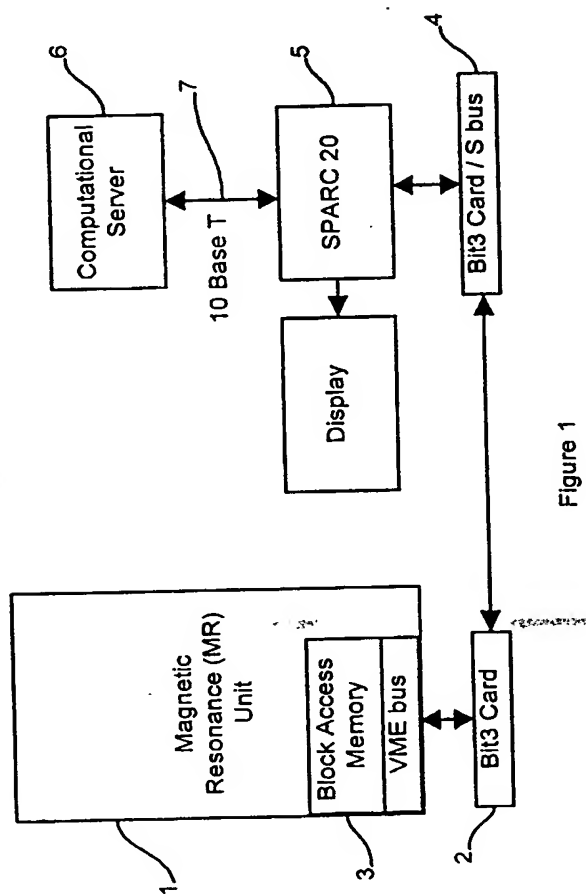 6
Computational
Server
7
10 Base T
5
SPARC 20
Display
4
Bit3 Card / S bus
Magnetic
Resonance (MR)
Unit
Block Access
Memory
VME bus
1
3
Bit3 Card
2
Figure 1